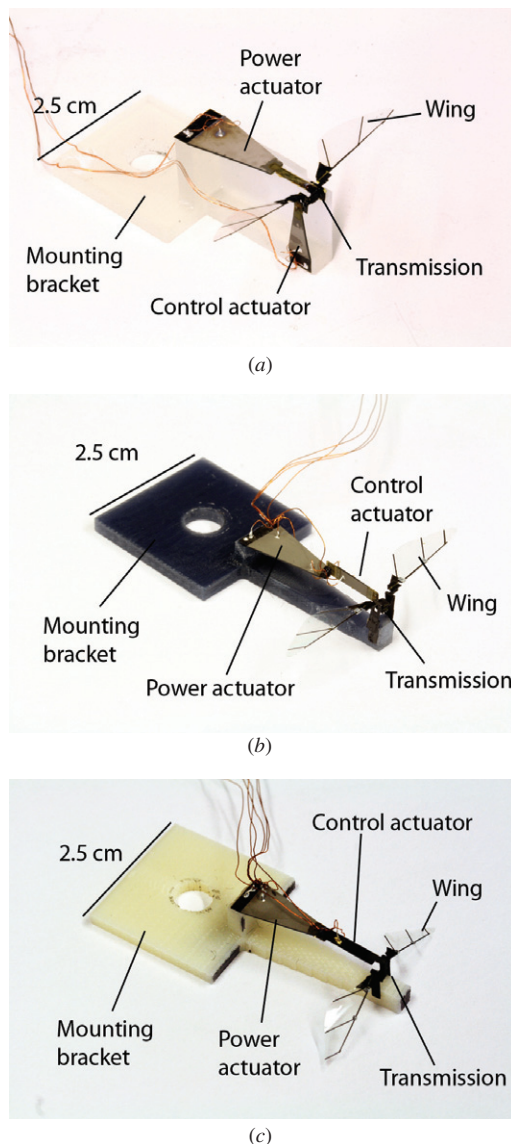 Power
actuator
2.5 cm
Wing
Mounting
bracket
Transmission
Control actuator
(a)
2.5 cm
Control
actuator
Wing
Mounting
bracket
Power actuator
Transmission
(b)
Control actuator
2.5 cm
Wing
Mounting
bracket
Power
actuator
Transmission
(c)